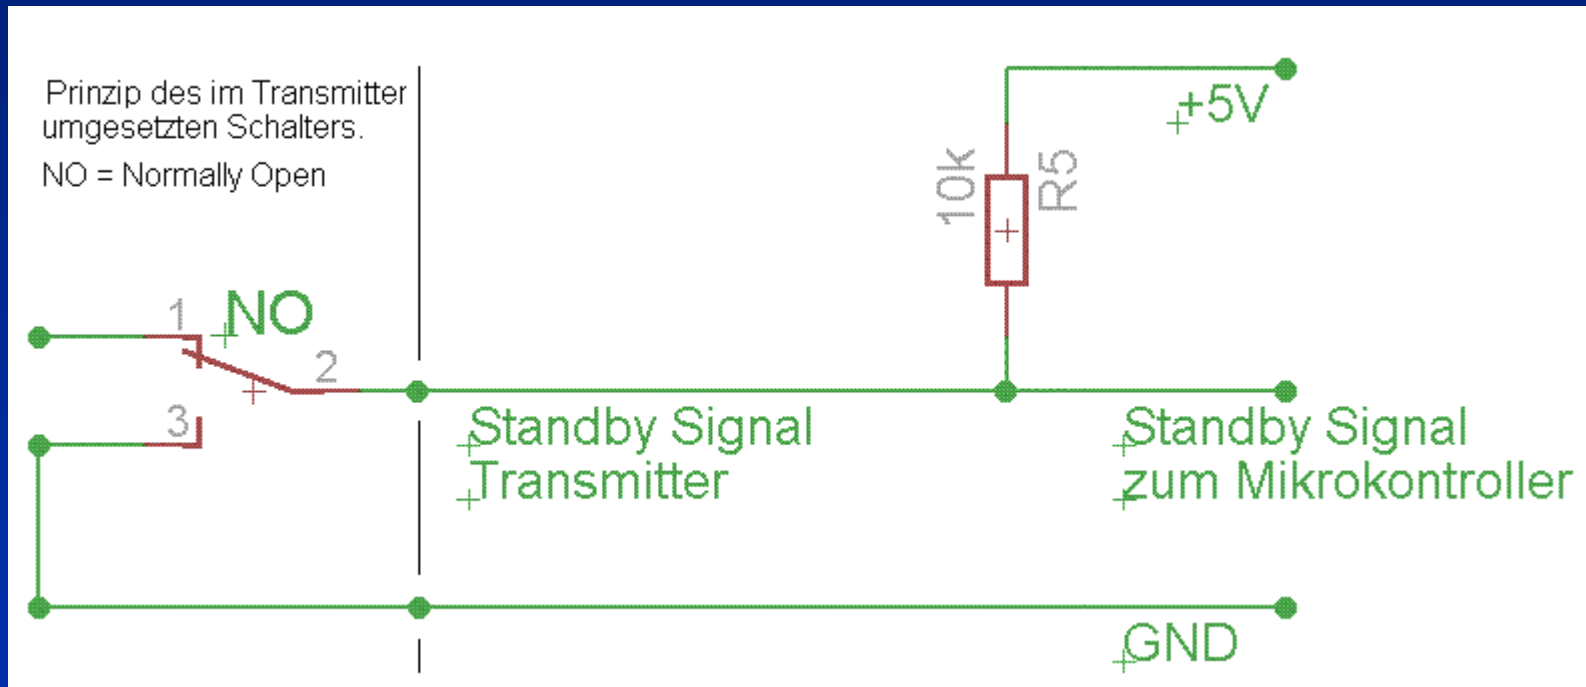 Prinzip des im Transmitter
umgesetzten Schalters.
NO = Normally Open
+5V
10k
R5
1
NO
2
3
Standby Signal
Transmitter
Standby Signal
zum Mikrokontroller
GND